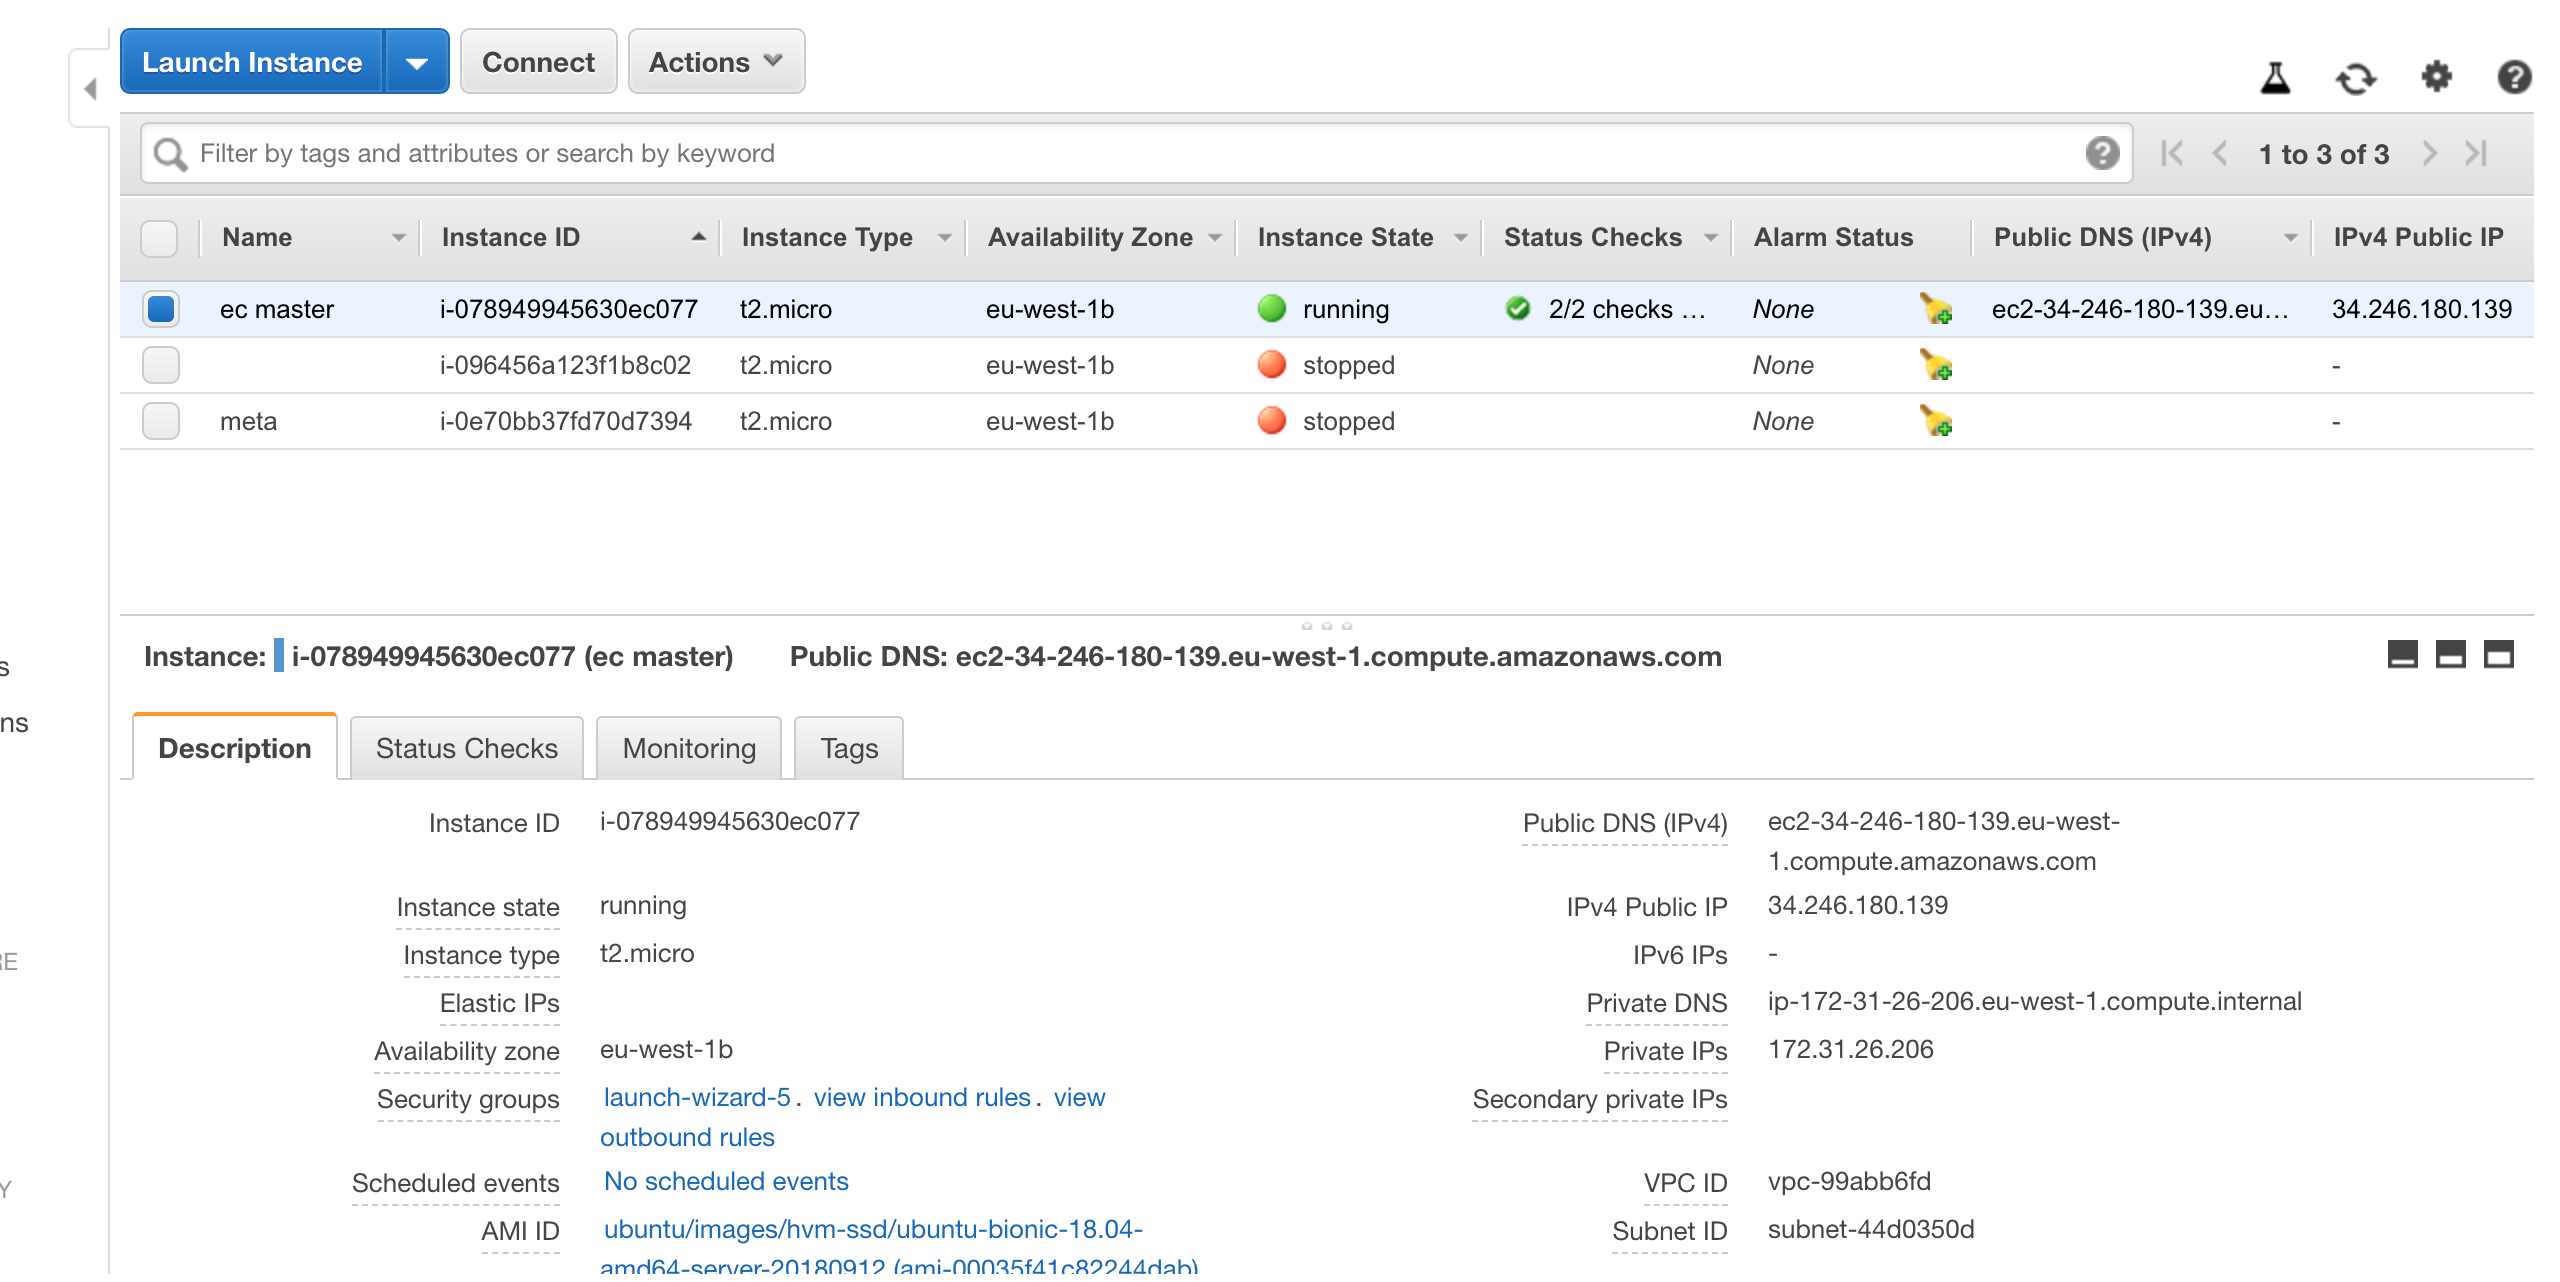 Launch Instance Connect Actions
Filter by tags and attributes or search by keyword 1 to 3 of 3
Name Instance ID Instance Type Availability Zone Instance State Status Checks Alarm Status Public DNS (IPv4) IPv4 Public IP
ec master i-078949945630ec077 t2.micro eu-west-1b running 2/2 checks ... None ec2-34-246-180-139.eu... 34.246.180.139
i-096456a123f1b8c02 t2.micro eu-west-1b stopped None -
meta i-0e70bb37fd70d7394 t2.micro eu-west-1b stopped None -
Instance: i-078949945630ec077 (ec master) Public DNS: ec2-34-246-180-139.eu-west-1.compute.amazonaws.com
s
ns
Description Status Checks Monitoring Tags
Instance ID i-078949945630ec077 Public DNS (IPv4) ec2-34-246-180-139.eu-west-
1.compute.amazonaws.com
Instance state running IPv4 Public IP 34.246.180.139
RE
Instance type t2.micro IPv6 IPs -
Elastic IPs Private DNS ip-172-31-26-206.eu-west-1.compute.internal
Availability zone eu-west-1b Private IPs 172.31.26.206
Security groups launch-wizard-5. view inbound rules. view Secondary private IPs
outbound rules
Y
Scheduled events No scheduled events VPC ID vpc-99abb6fd
AMI ID ubuntu/images/hvm-ssd/ubuntu-bionic-18.04- Subnet ID subnet-44d0350d
amd64-server-20180912 (ami-00035f41c82244dab)